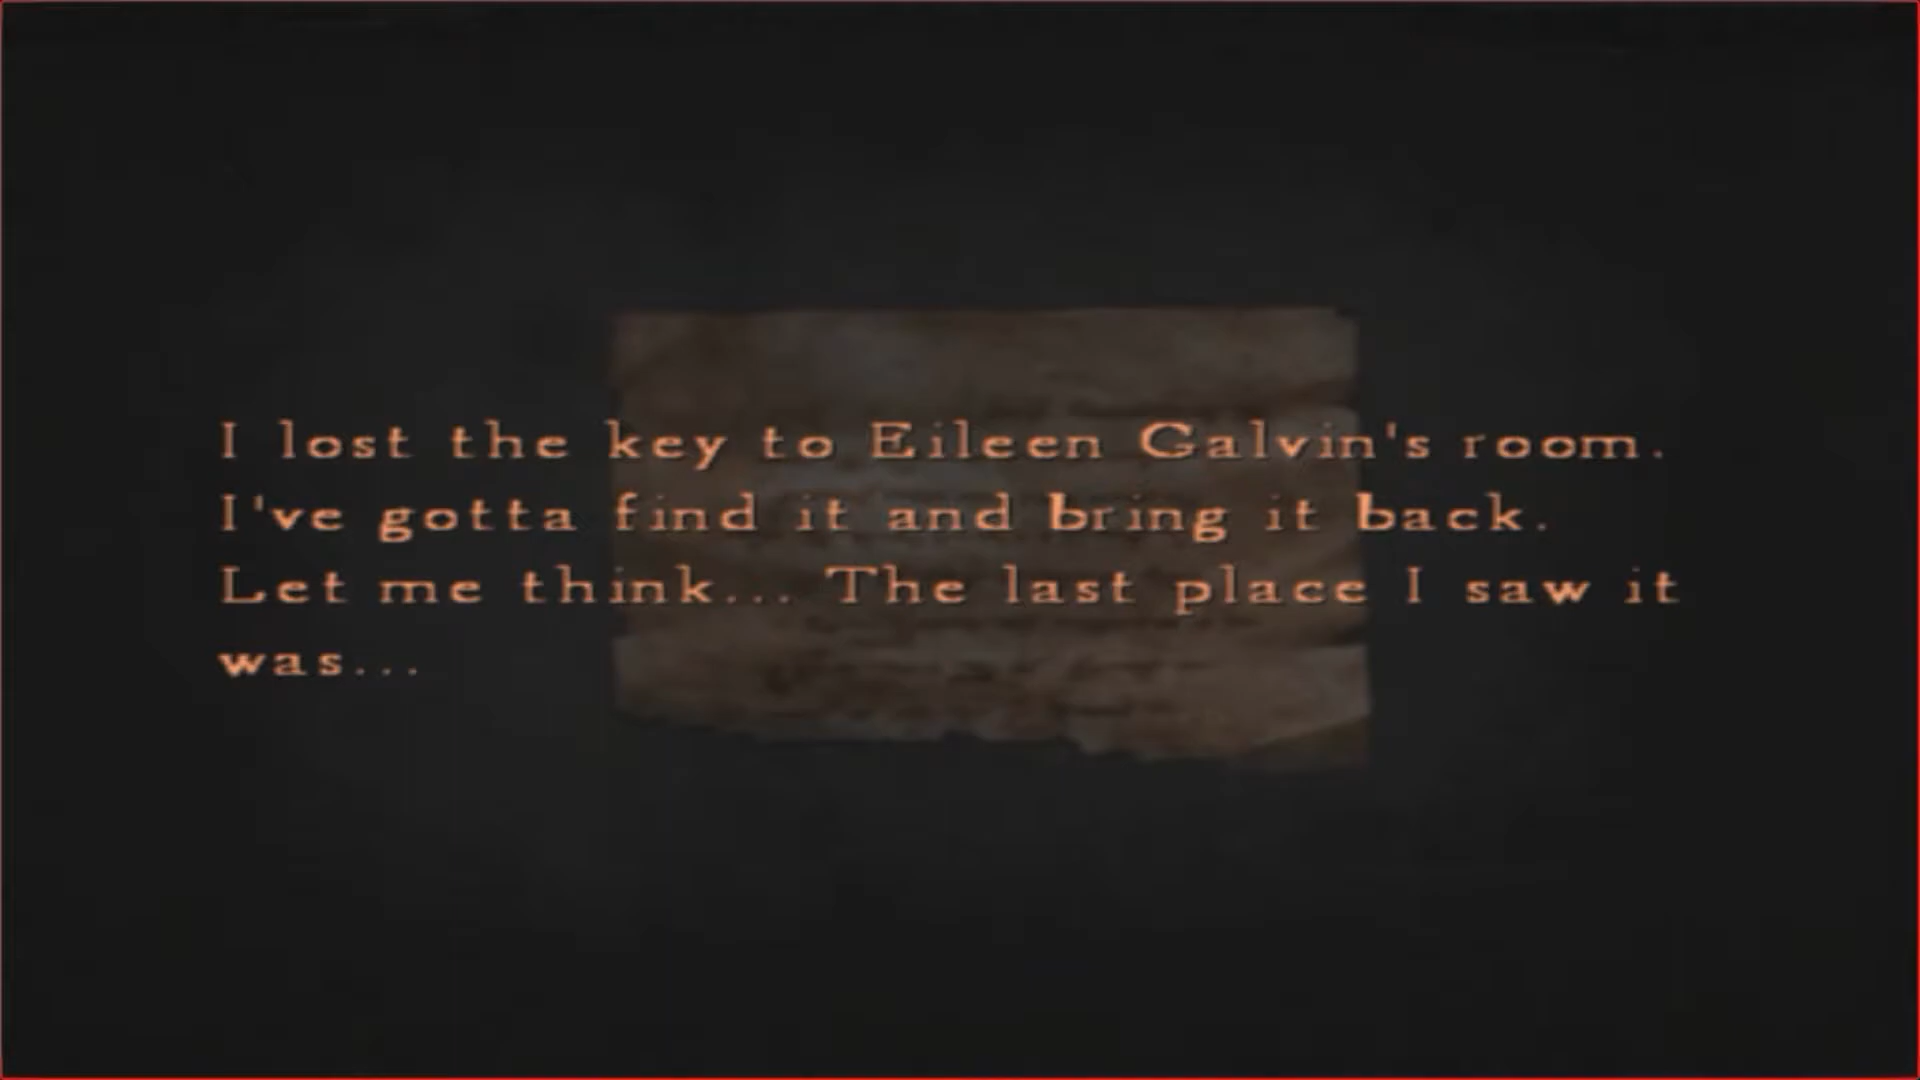 I lost the key to Eileen Galvin's room.
I've gotta find it and bring it back.
Let me think... The last place I saw it
was...